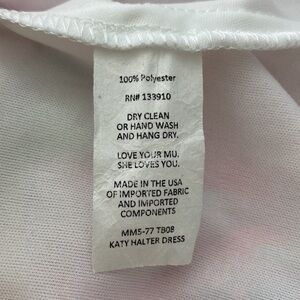 100% Polyester
RN# 133910
DRY CLEAN
OR HAND WASH
AND HANG DRY.
LOVE YOUR MU.
SHE LOVES YOU.
MADE IN THE USA
OF IMPORTED FABRIC
AND IMPORTED
COMPONENTS
MM5-77 TB08
KATY HALTER DRESS